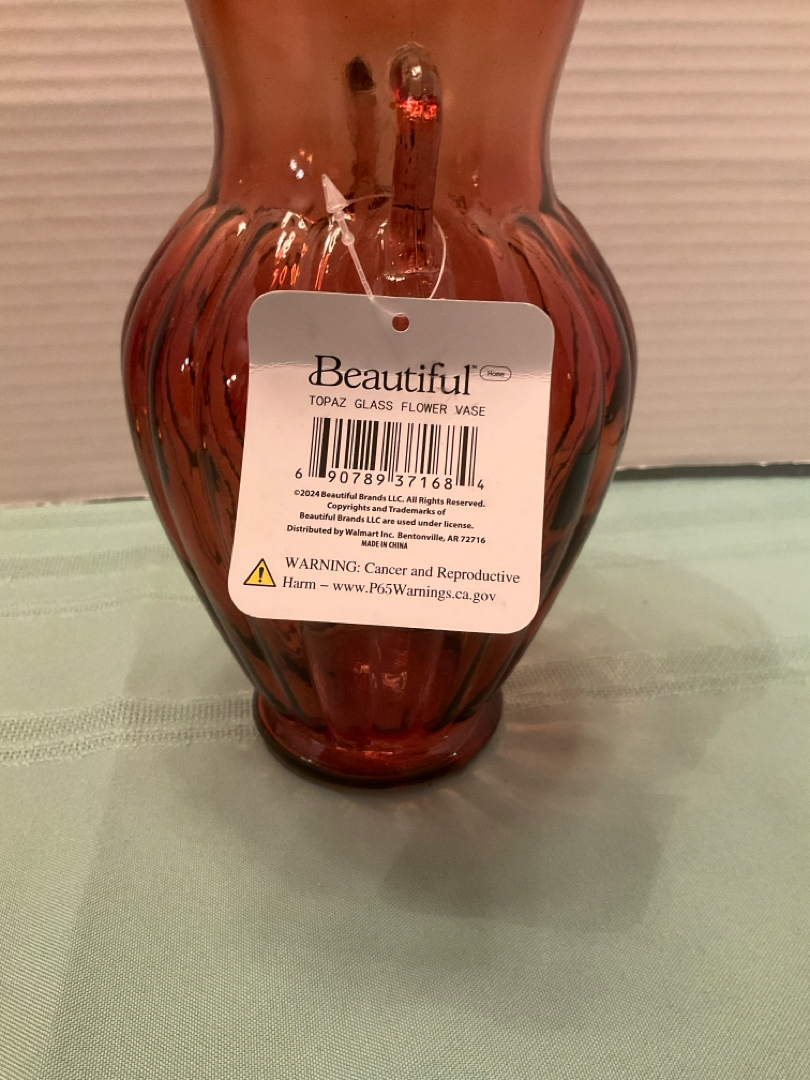 Beautiful™ Home
TOPAZ GLASS FLOWER VASE
6 90789 37168 4
©2024 Beautiful Brands LLC. All Rights Reserved.
Copyrights and Trademarks of
Beautiful Brands LLC are used under license.
Distributed by Walmart Inc. Bentonville, AR 72716
MADE IN CHINA
WARNING: Cancer and Reproductive
Harm – www.P65Warnings.ca.gov